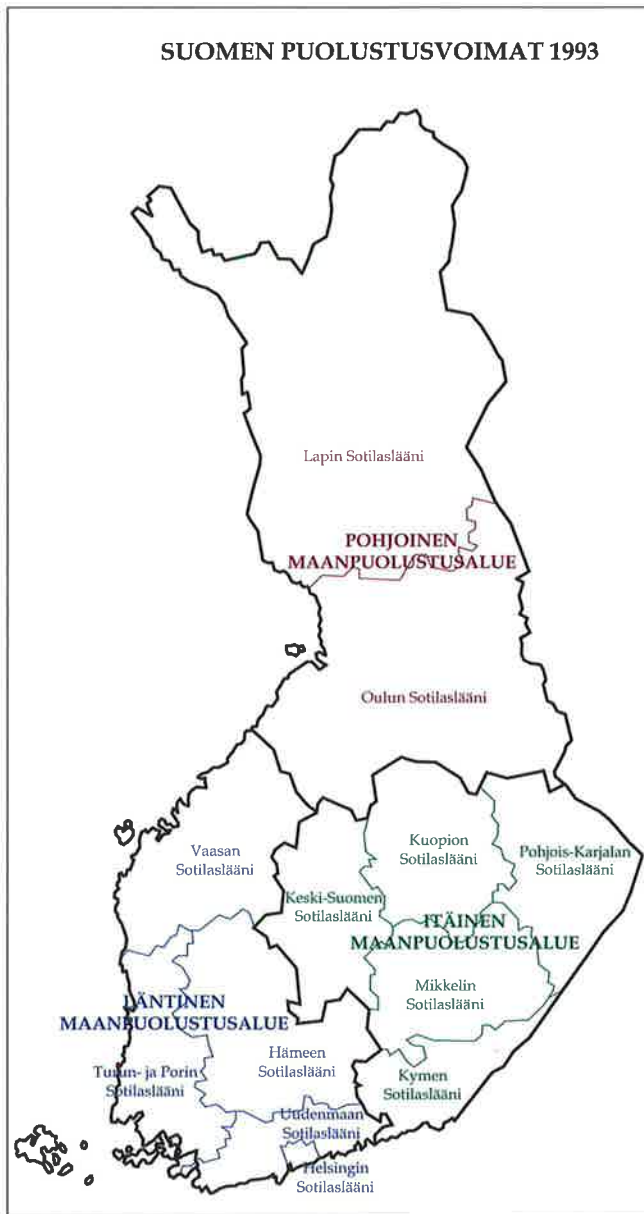 SUOMEN PUOLUSTUSVOIMAT 1993
Lapin Sotilaslääni
POHJOINEN
MAANPUOLUSTUSALUE
Oulun Sotilaslääni
Vaasan
Sotilaslääni
Kuopion
Sotilaslääni
Pohjois-Karjalan
Sotilaslääni
Keski-Suomen
Sotilaslääni
ITÄINEN
MAANPUOLUSTUSALUE
Mikkelin
Sotilaslääni
LÄNTINEN
MAANPUOLUSTUSALUE
Hämeen
Sotilaslääni
Turun- ja Porin
Sotilaslääni
Kymen
Sotilaslääni
Uudenmaan
Sotilaslääni
Helsingin
Sotilaslääni